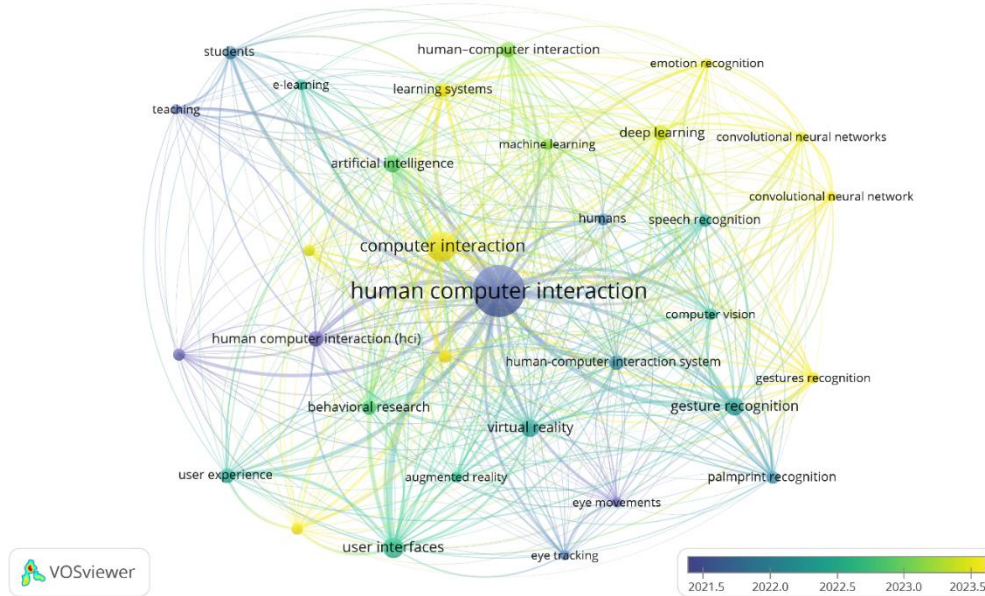 human–computer interaction
students
emotion recognition
e-learning
learning systems
teaching
deep learning
convolutional neural networks
machine learning
artificial intelligence
convolutional neural network
humans
speech recognition
computer interaction
human computer interaction
computer vision
human computer interaction (hci)
human-computer interaction system
gestures recognition
behavioral research
gesture recognition
virtual reality
user experience
augmented reality
palmprint recognition
eye movements
user interfaces
eye tracking
VOSviewer
2021.5 2022.0 2022.5 2023.0 2023.5